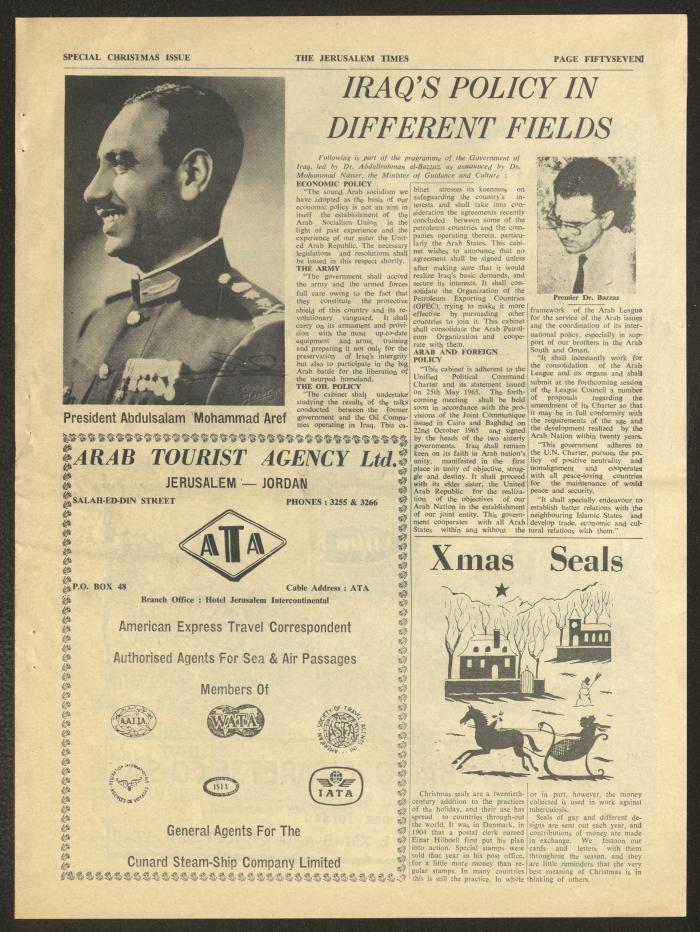 SPECIAL CHRISTMAS ISSUE
THE JERUSALEM TIMES
PAGE FIFTYSEVEN
IRAQ'S POLICY IN
DIFFERENT FIELDS
Following is part of the programme of the Government of
Iraq, led by Dr. Abdulrahman al-Bazzaz, as announced by Dr.
Mohammad Nasser, the Minister of Guidance and Culture :
ECONOMIC POLICY
"The sound Arab socialism we
have adopted as the basis of our
economic policy is not an aim in
itself the establishment of the
Arab Socialism Union in the
light of past experience and the
experience of our sister the Unit-
ed Arab Republic. The necessary
legislations and resolutions shall
be issued in this respect shortly.
THE ARMY
"The government shall accord
the army and the armed forces
full care owing to the fact that
they constitute the protective
shield of this country and its re-
volutionary vanguard. It shall
carry on its armament and provi-
sion with the most up-to-date
equipment and arms, training
and preparing it not only for the
preservation of Iraq's intergrity
but also to participate in the big
Arab battle for the liberation of
the usurped homeland.
THE OIL POLICY
"The cabinet shall undertake
studying the results of the talks
conducted between the former
government and the Oil Compa-
nies operating in Iraq. This ca-
binet stresses its keenness on
safeguarding the country's in-
terests and shall take into con-
sideration the agreements recently
concluded between some of the
petroleum countries and the com-
panies operating therein, particu-
larly the Arab States. This cabi-
net wishes to announce that no
agreement shall be signed unless
after making sure that it would
realize Iraq's basic demands, and
secure its interests. It shall con-
solidate the Organization of the
Petroleum Exporting Countries
(OPEC), trying to make it more
effective by pursuading other
countries to join it. This cabinet
shall consolidate the Arab Petrol-
eum Organization and coope-
rate with them.
ARAB AND FOREIGN
POLICY
"This cabinet is adherent to the
Unified Political Command
Charter and its statement issued
on 25th May 1965. The forth-
coming meeting shall be held
soon in accordance with the pro-
visions of the Joint Communique
issued in Cairo and Baghdad on
22nd October 1965 and signed
by the heads of the two sisterly
governments. Iraq shall remain
keen on its faith in Arab nation's
unity, manifested in the first
place in unity of objective, strug-
gle and destiny. It shall proceed
with its elder sister, the United
Arab Republic for the realiza-
tion of the objectives of our
Arab Nation in the establishment
of our joint entity. This govern-
ment cooperates with all Arab
States within and without the
Premier Dr. Bazzaz
framework of the Arab League
for the service of the Arab issues
and the coordination of its inter-
national policy, especially in sup-
port of our brothers in the Arab
South and Oman.
"It shall incessantly work for
the consolidation of the Arab
League and its organs and shall
submit at the forthcoming session
of the League Council a number
of proposals regarding the
amendment of its Charter so that
it may be in full conformity with
the requirements of the age and
the development realized by the
Arab Nation within twenty years.
"This government adheres to
the U.N. Charter, pursues the po-
licy of positive neutrality and
nonalignment and cooperates
with all peace-loving countries
for the maintenance of world
peace and security.
"It shall specially endeavour to
establish better relations with the
neighbouring Islamic States and
develop trade, economic and cul-
tural relations with them."
President Abdulsalam Mohammad Aref
ARAB TOURIST AGENCY Ltd.
JERUSALEM — JORDAN
SALAH-ED-DIN STREET
PHONES : 3255 & 3266
ATA
P.O. BOX 48
Cable Address : ATA
Branch Office : Hotel Jerusalem Intercontinental
American Express Travel Correspondent
Authorised Agents For Sea & Air Passages
Members Of
WATA
AMERICAN SOCIETY OF TRAVEL AGENTS
ASTA
IATA
General Agents For The
Cunard Steam-Ship Company Limited
Xmas Seals
Christmas seals are a twentieth-
century addition to the practices
of the holiday, and their use has
spread to countries through-out
the world. It was in Denmark, in
1904 that a postal clerk named
Einar Hilboell first put his plan
into action. Special stamps were
sold that year in his post office,
for a little more money than re-
gular stamps. In many countries
this is still the practice. In whole
or in part, however, the money
collected is used in work against
tuberculosis.
Seals of gay and different de-
signs are sent out each year, and
contributions of money are made
in exchange. We festoon our
cards and letters with them
throughout the season, and they
are little reminders that the very
best meaning of Christmas is in
thinking of others.